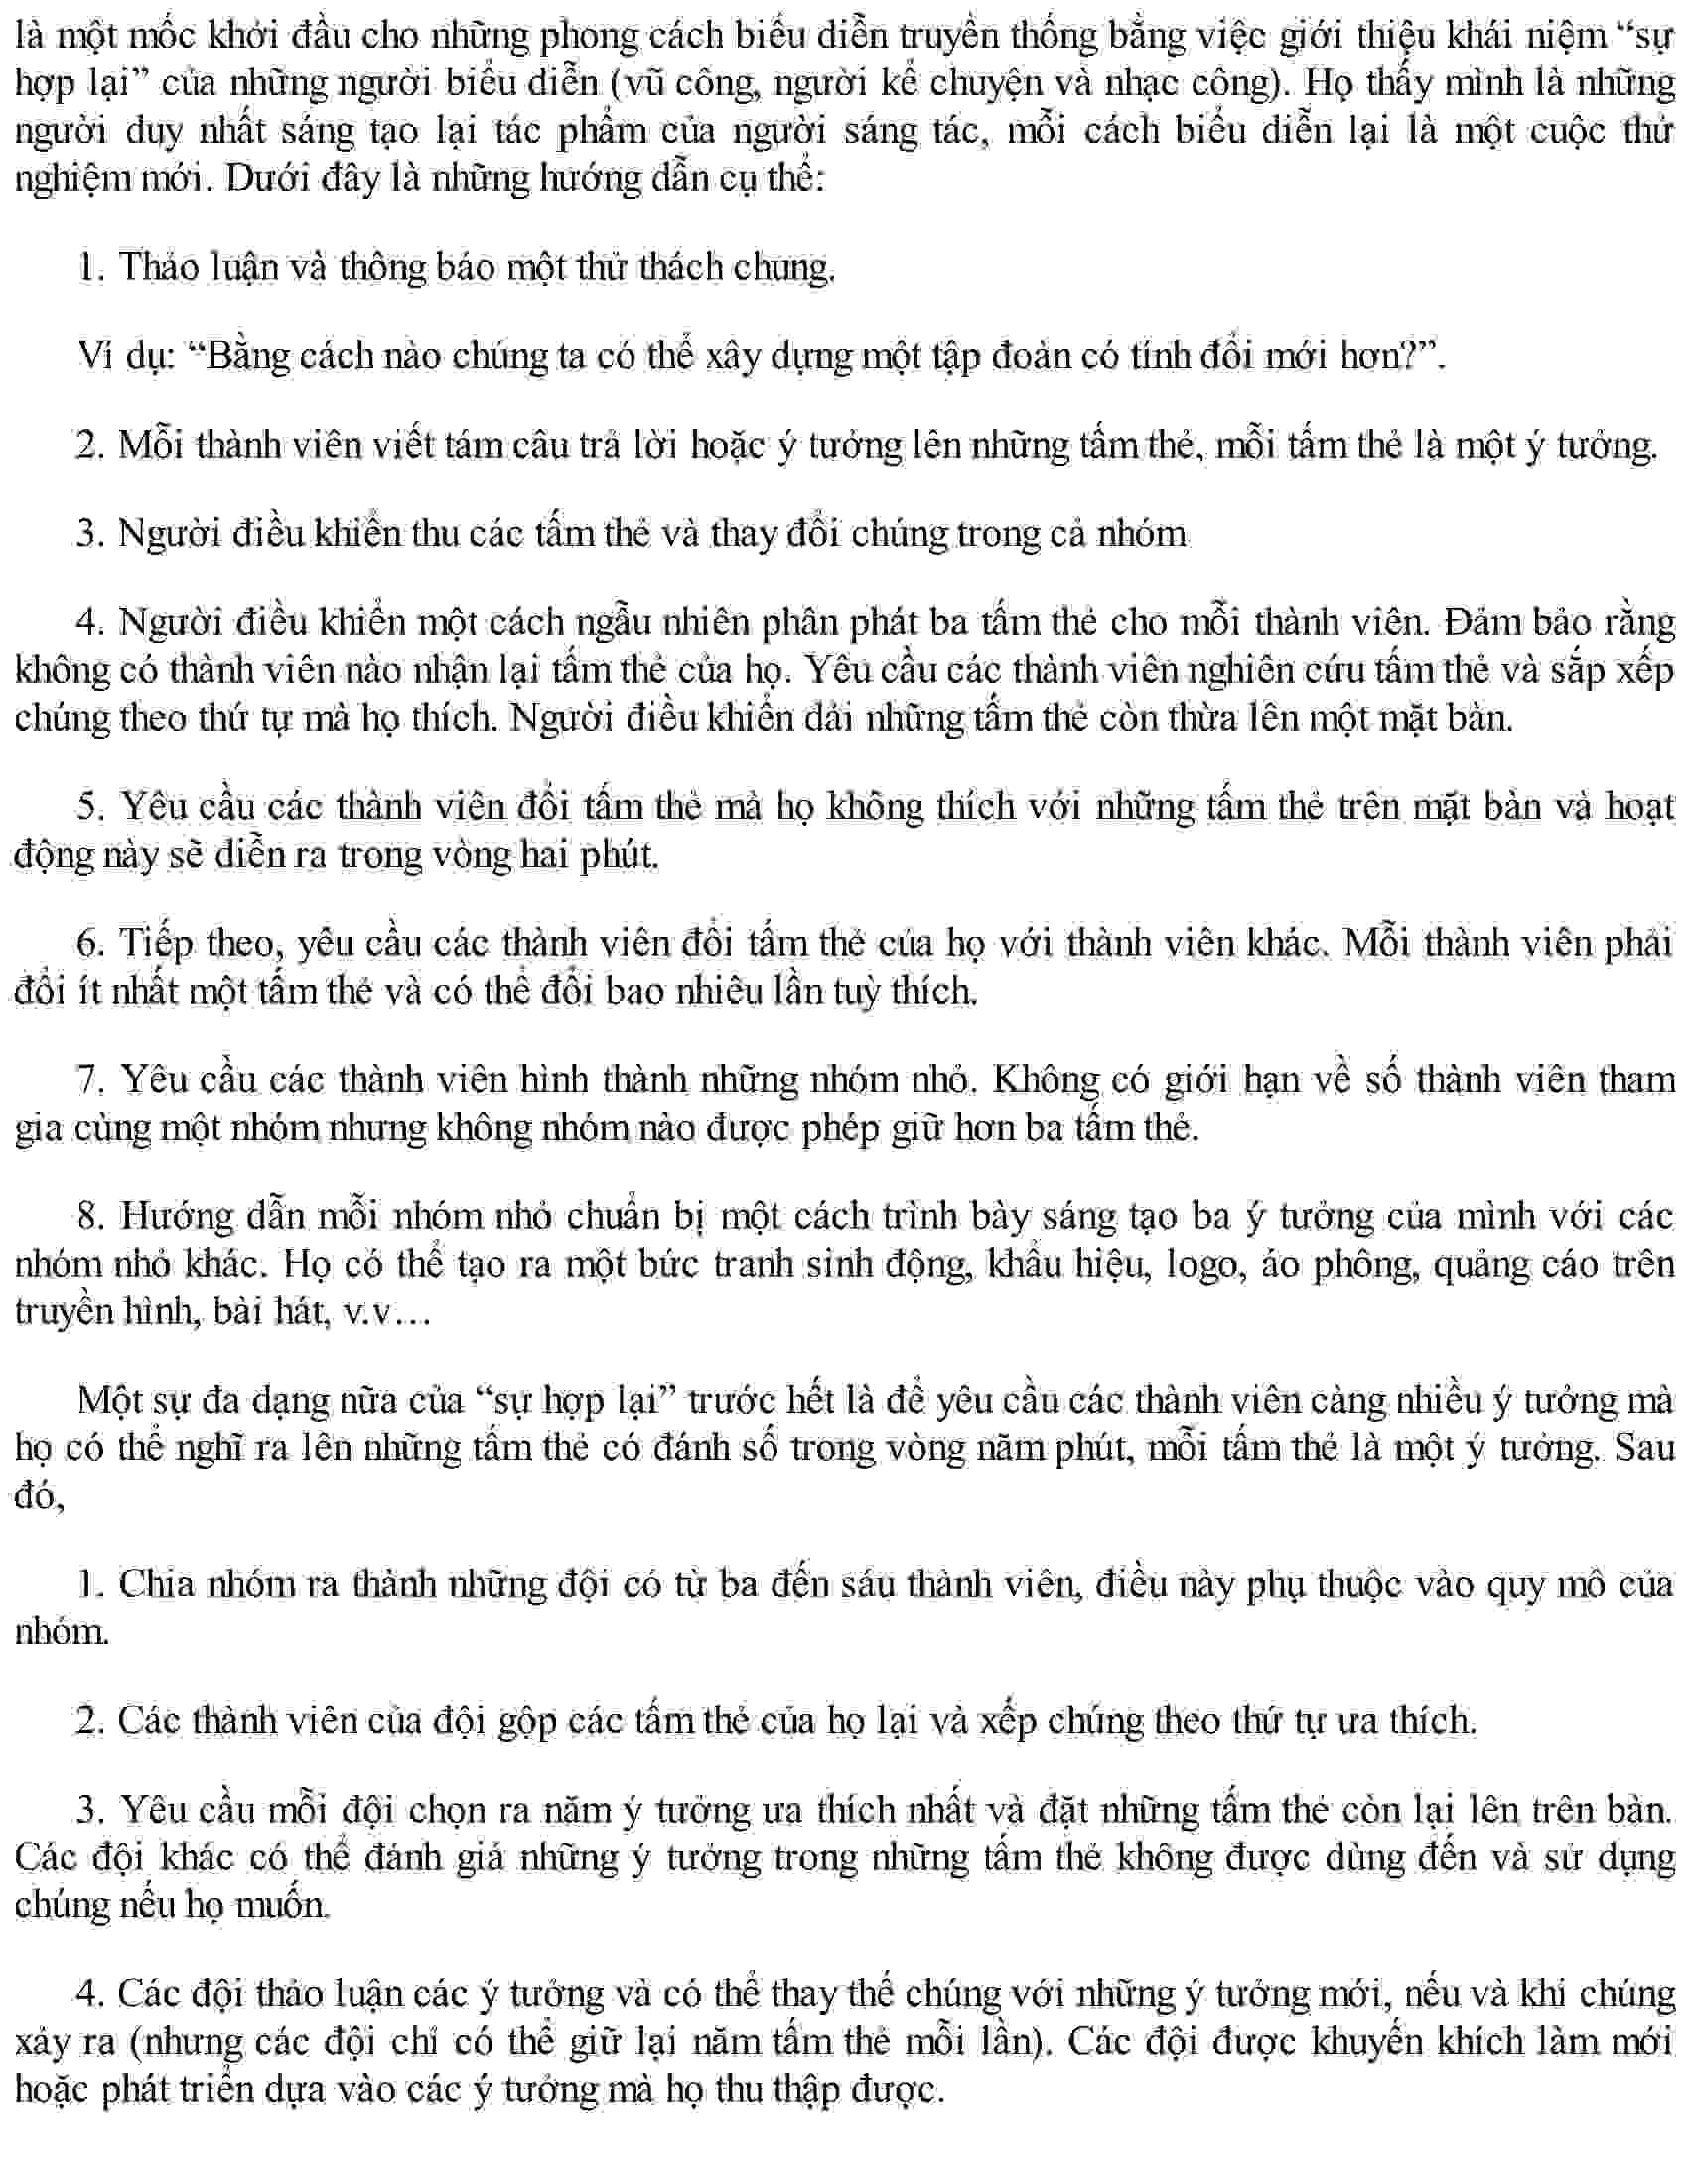 là một mốc khởi đầu cho những phong cách biểu diễn truyền thống bằng việc giới thiệu khái niệm “sự
hợp lại” của những người biểu diễn (vũ công, người kể chuyện và nhạc công). Họ thấy mình là những
người duy nhất sáng tạo lại tác phẩm của người sáng tác, mỗi cách biểu diễn lại là một cuộc thử
nghiệm mới. Dưới đây là những hướng dẫn cụ thể:
1. Thảo luận và thông báo một thử thách chung.
Ví dụ: “Bằng cách nào chúng ta có thể xây dựng một tập đoàn có tính đổi mới hơn?”.
2. Mỗi thành viên viết tám câu trả lời hoặc ý tưởng lên những tấm thẻ, mỗi tấm thẻ là một ý tưởng.
3. Người điều khiển thu các tấm thẻ và thay đổi chúng trong cả nhóm
4. Người điều khiển một cách ngẫu nhiên phân phát ba tấm thẻ cho mỗi thành viên. Đảm bảo rằng
không có thành viên nào nhận lại tấm thẻ của họ. Yêu cầu các thành viên nghiên cứu tấm thẻ và sắp xếp
chúng theo thứ tự mà họ thích. Người điều khiển dải những tấm thẻ còn thừa lên một mặt bàn.
5. Yêu cầu các thành viên đổi tấm thẻ mà họ không thích với những tấm thẻ trên mặt bàn và hoạt
động này sẽ diễn ra trong vòng hai phút.
6. Tiếp theo, yêu cầu các thành viên đổi tấm thẻ của họ với thành viên khác. Mỗi thành viên phải
đổi ít nhất một tấm thẻ và có thể đổi bao nhiêu lần tuỳ thích.
7. Yêu cầu các thành viên hình thành những nhóm nhỏ. Không có giới hạn về số thành viên tham
gia cùng một nhóm nhưng không nhóm nào được phép giữ hơn ba tấm thẻ.
8. Hướng dẫn mỗi nhóm nhỏ chuẩn bị một cách trình bày sáng tạo ba ý tưởng của mình với các
nhóm nhỏ khác. Họ có thể tạo ra một bức tranh sinh động, khẩu hiệu, logo, áo phông, quảng cáo trên
truyền hình, bài hát, v.v...
Một sự đa dạng nữa của “sự hợp lại” trước hết là để yêu cầu các thành viên càng nhiều ý tưởng mà
họ có thể nghĩ ra lên những tấm thẻ có đánh số trong vòng năm phút, mỗi tấm thẻ là một ý tưởng. Sau
đó,
1. Chia nhóm ra thành những đội có từ ba đến sáu thành viên, điều này phụ thuộc vào quy mô của
nhóm.
2. Các thành viên của đội gộp các tấm thẻ của họ lại và xếp chúng theo thứ tự ưa thích.
3. Yêu cầu mỗi đội chọn ra năm ý tưởng ưa thích nhất và đặt những tấm thẻ còn lại lên trên bàn.
Các đội khác có thể đánh giá những ý tưởng trong những tấm thẻ không được dùng đến và sử dụng
chúng nếu họ muốn.
4. Các đội thảo luận các ý tưởng và có thể thay thế chúng với những ý tưởng mới, nếu và khi chúng
xảy ra (nhưng các đội chỉ có thể giữ lại năm tấm thẻ mỗi lần). Các đội được khuyến khích làm mới
hoặc phát triển dựa vào các ý tưởng mà họ thu thập được.